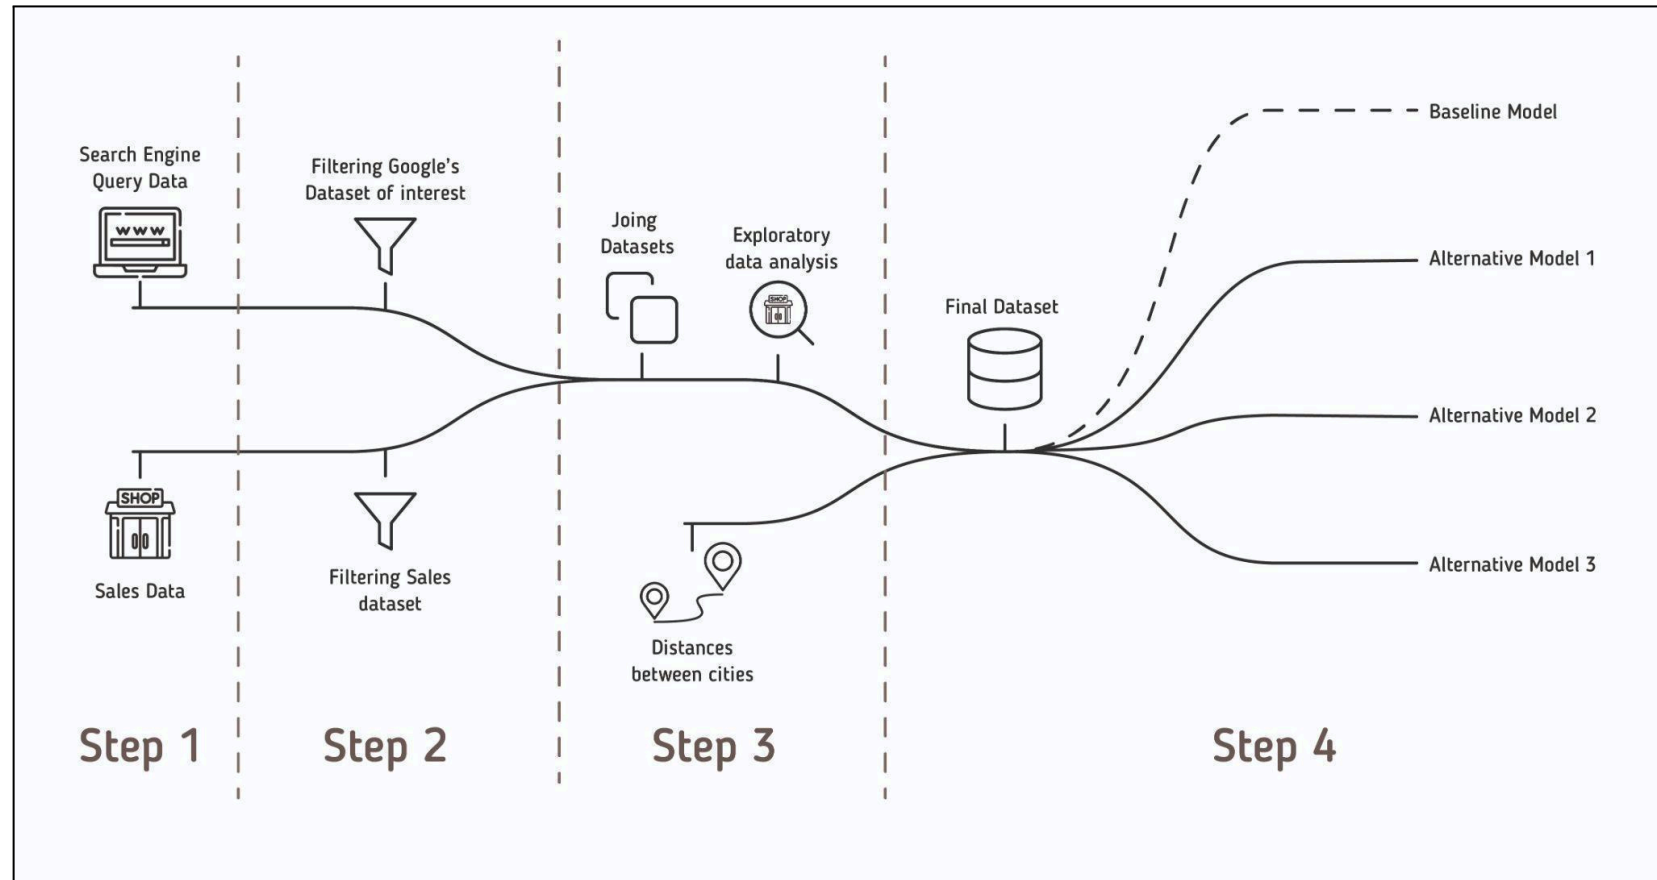 Search Engine
Query Data
WWW
SHOP
Sales Data
Step 1
Filtering Google's
Dataset of interest
Filtering Sales
dataset
Step 2
Joing
Datasets
Exploratory
data analysis
SHOP
Distances
between cities
Step 3
Final Dataset
Baseline Model
Alternative Model 1
Alternative Model 2
Alternative Model 3
Step 4